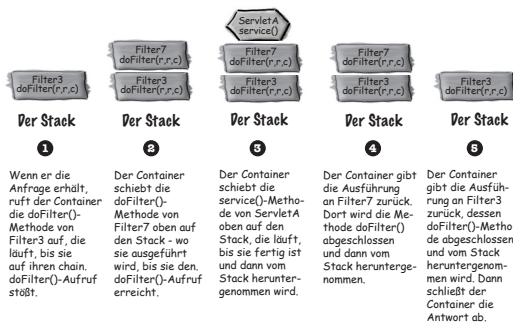 Filter3
doFilter(r,r,c)
Der Stack
1
Wenn er die
Anfrage erhält,
ruft der Container
die doFilter()-
Methode von
Filter3 auf, die
läuft, bis sie
auf ihren chain.
doFilter()-Aufruf
stößt.
Filter7
doFilter(r,r,c)
Filter3
doFilter(r,r,c)
Der Stack
2
Der Container
schiebt die
doFilter()-
Methode von
Filter7 oben auf
den Stack - wo
sie ausgeführt
wird, bis sie den.
doFilter()-Aufruf
erreicht.
ServletA
service()
Filter7
doFilter(r,r,c)
Filter3
doFilter(r,r,c)
Der Stack
3
Der Container
schiebt die
service()-Metho-
de von ServletA
oben auf den
Stack, die läuft,
bis sie fertig ist
und dann vom
Stack herunter-
genommen wird.
Filter7
doFilter(r,r,c)
Filter3
doFilter(r,r,c)
Der Stack
4
Der Container gibt
die Ausführung
an Filter7 zurück.
Dort wird die Me-
thode doFilter()
abgeschlossen
und dann vom
Stack herunterge-
nommen.
Filter3
doFilter(r,r,c)
Der Stack
5
Der Container
gibt die Ausfüh-
rung an Filter3
zurück, dessen
doFilter()-Metho
de abgeschlossen
und vom Stack
heruntergenom-
men wird. Dann
schließt der
Container die
Antwort ab.